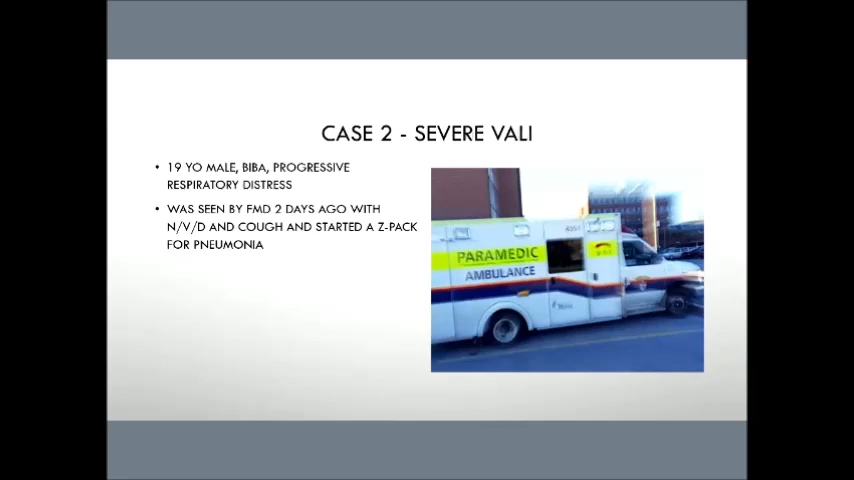 CASE 2 - SEVERE VALI
• 19 YO MALE, BIBA, PROGRESSIVE
RESPIRATORY DISTRESS
• WAS SEEN BY FMD 2 DAYS AGO WITH
N/V/D AND COUGH AND STARTED A Z-PACK
FOR PNEUMONIA
PARAMEDIC
AMBULANCE